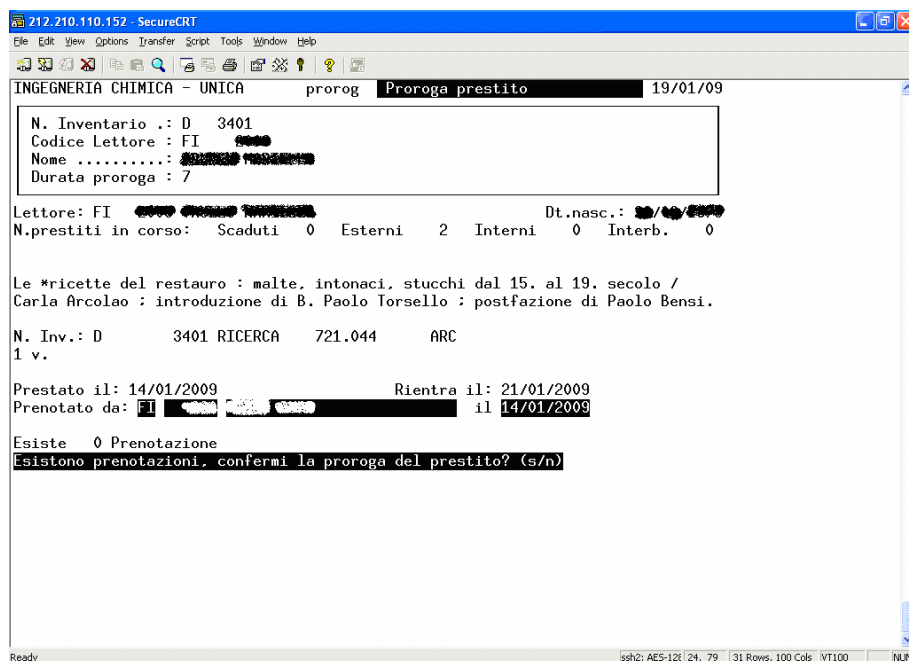 212.210.110.152 - SecureCRT
File Edit View Options Transfer Script Tools Window Help
INGEGNERIA CHIMICA - UNICA prorog Proroga prestito 19/01/09
N. Inventario .: D 3401
Codice Lettore : FI
Nome ..........:
Durata proroga : 7
Lettore: FI Dt.nasc.:
N.prestiti in corso: Scaduti 0 Esterni 2 Interni 0 Interb. 0
Le *ricette del restauro : malte, intonaci, stucchi dal 15. al 19. secolo /
Carla Arcolao ; introduzione di B. Paolo Torsello ; postfazione di Paolo Bensi.
N. Inv.: D 3401 RICERCA 721.044 ARC
1 v.
Prestato il: 14/01/2009 Rientra il: 21/01/2009
Prenotato da: FI il 14/01/2009
Esiste 0 Prenotazione
Esistono prenotazioni, confermi la proroga del prestito? (s/n)
Ready ssh2: AES-128 24, 79 31 Rows, 100 Cols VT100 NUM